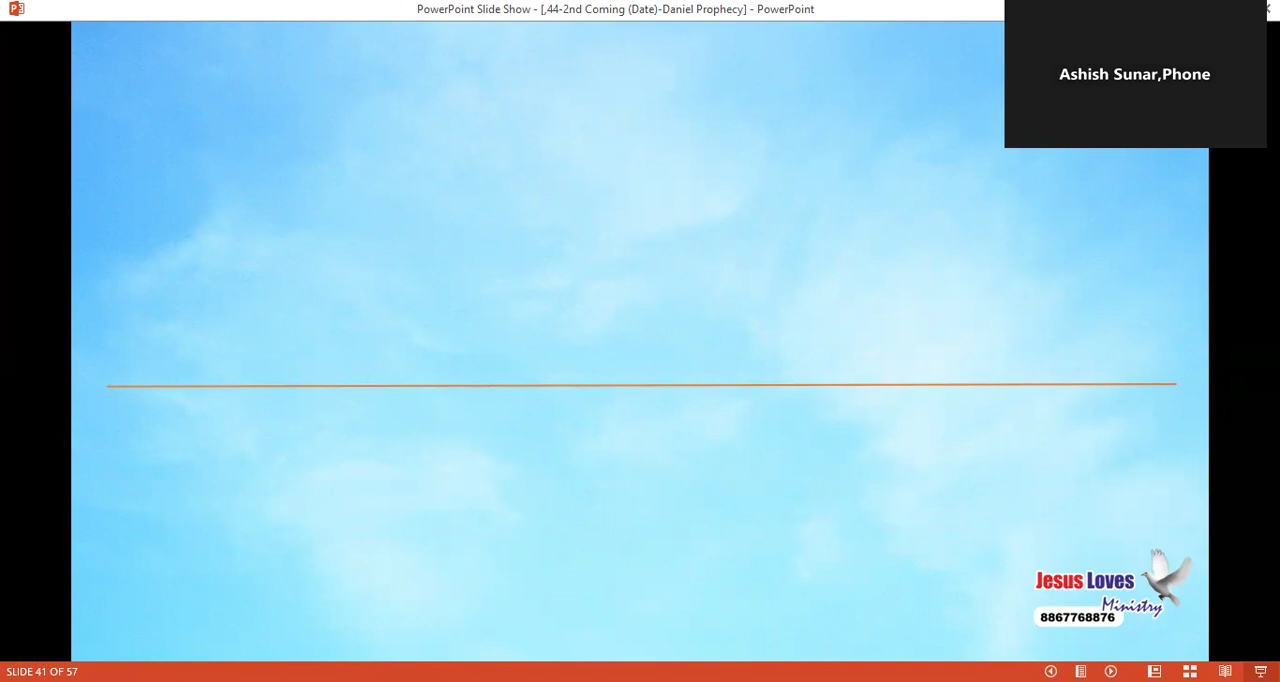 PowerPoint Slide Show - [,44-2nd Coming (Date)-Daniel Prophecy] - PowerPoint
Ashish Sunar,Phone
Jesus Loves
Ministry
8867768876
SLIDE 41 OF 57